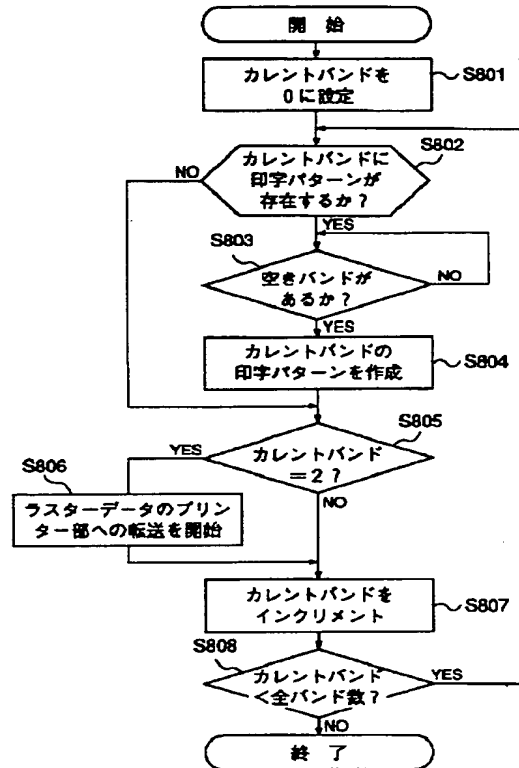 開 始
カレントバンドを
0に設定
S801
カレントバンドに
印字パターンが
存在するか？
S802
NO
YES
S803
空きバンドが
あるか？
NO
YES
カレントバンドの
印字パターンを作成
S804
S805
カレントバンド
＝2？
YES
NO
S806
ラスターデータのプリン
ター部への転送を開始
カレントバンドを
インクリメント
S807
S808
カレントバンド
＜全バンド数？
YES
NO
終 了